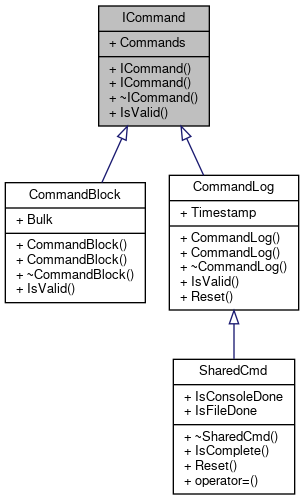 ICommand
+ Commands
+ ICommand()
+ ICommand()
+ ~ICommand()
+ IsValid()
CommandBlock
+ Bulk
+ CommandBlock()
+ CommandBlock()
+ ~CommandBlock()
+ IsValid()
CommandLog
+ Timestamp
+ CommandLog()
+ CommandLog()
+ ~CommandLog()
+ IsValid()
+ Reset()
SharedCmd
+ IsConsoleDone
+ IsFileDone
+ ~SharedCmd()
+ IsComplete()
+ Reset()
+ operator=()